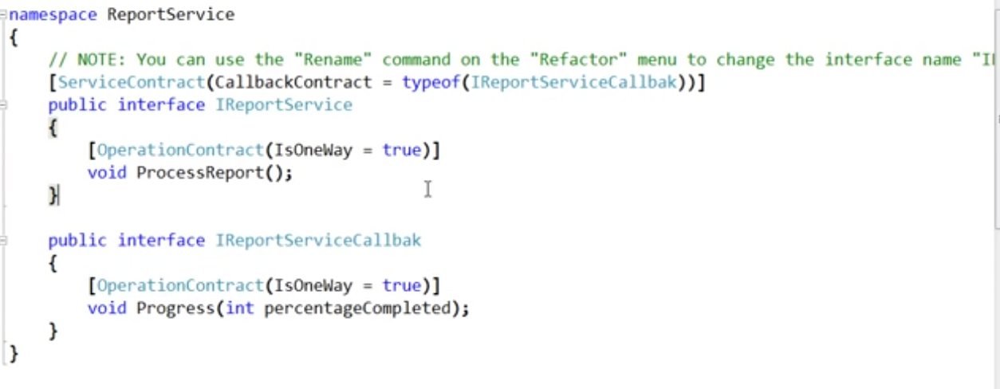 namespace ReportService
{
// NOTE: You can use the "Rename" command on the "Refactor" menu to change the interface name
[ServiceContract(CallbackContract = typeof(IReportServiceCallbak))]
public interface IReportService
{
[OperationContract(IsOneWay = true)]
void ProcessReport();
}
public interface IReportServiceCallbak
{
[OperationContract(IsOneWay = true)]
void Progress(int percentageCompleted);
}
}